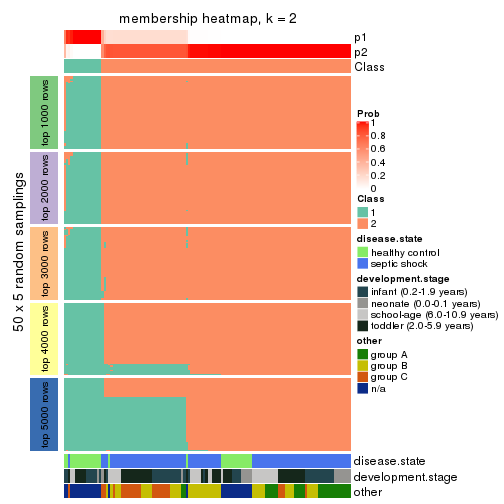 membership heatmap, k = 2
p1
p2
Class
50 x 5 random samplings
top 1000 rows
top 2000 rows
top 3000 rows
top 4000 rows
top 5000 rows
disease.state
development.stage
other
Prob
1
0.8
0.6
0.4
0.2
0
Class
1
2
disease.state
healthy control
septic shock
development.stage
infant (0.2-1.9 years)
neonate (0.0-0.1 years)
school-age (6.0-10.9 years)
toddler (2.0-5.9 years)
other
group A
group B
group C
n/a